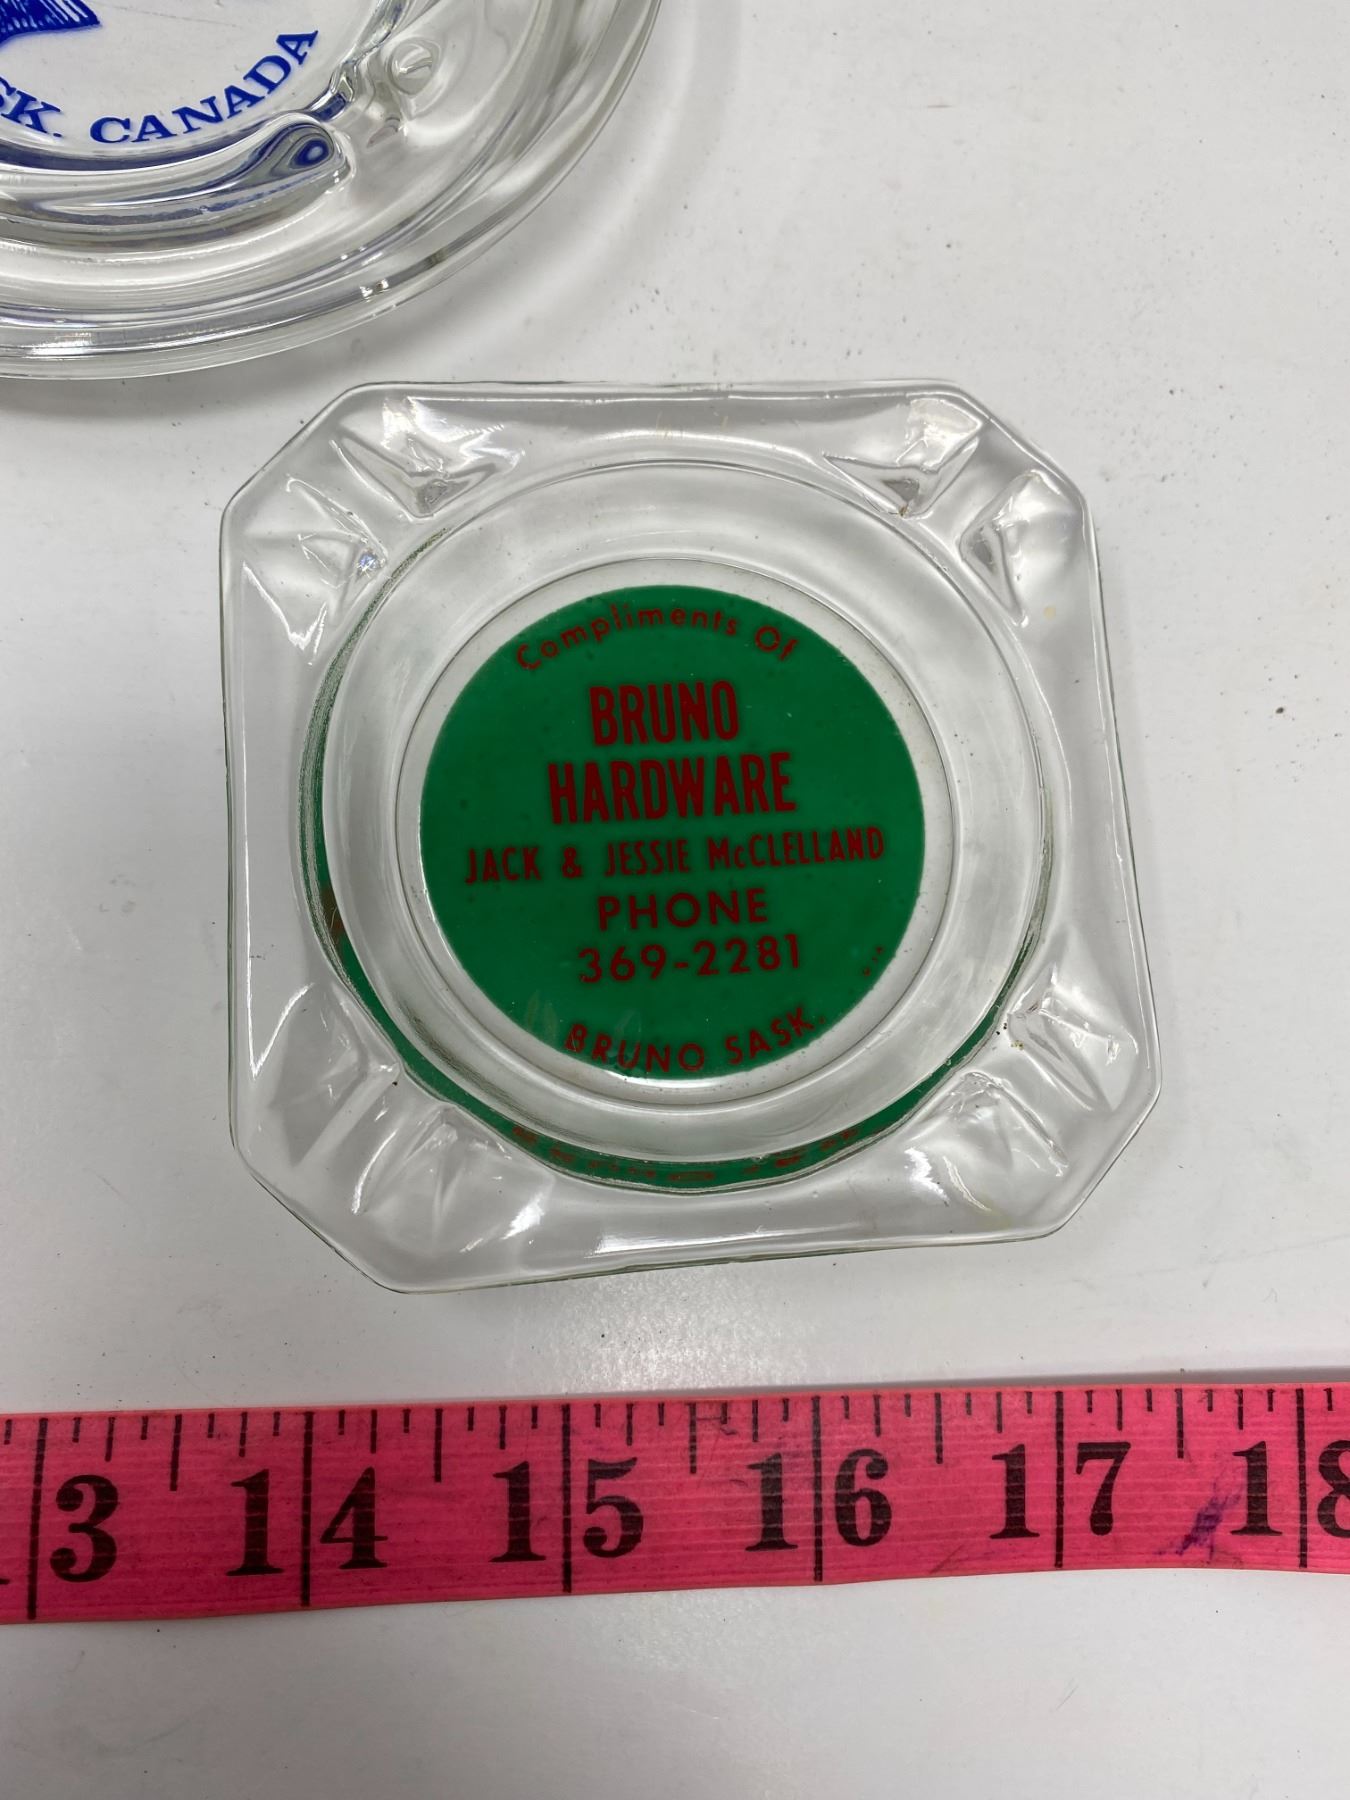 SK. CANADA
Compliments Of
BRUNO
HARDWARE
JACK & JESSIE McCLELLAND
PHONE
369-2281
BRUNO SASK.
3 14 15 16 17 18